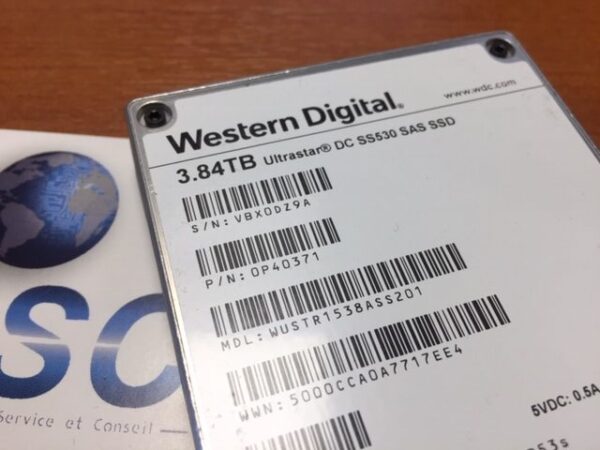 Western Digital®
www.wdc.com
3.84TB Ultrastar® DC SS530 SAS SSD
S/N: VBX0DZ9A
P/N: 0P40371
MDL: WUSTR1538ASS201
WWN: 5000CCA0A7717EE4
5VDC: 0.5A
SC
Service et Conseil